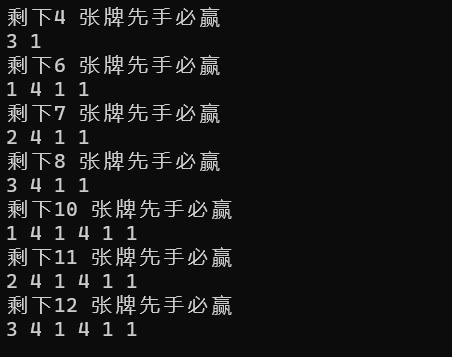 剩下4 张牌先手必赢
3 1
剩下6 张牌先手必赢
1 4 1 1
剩下7 张牌先手必赢
2 4 1 1
剩下8 张牌先手必赢
3 4 1 1
剩下10 张牌先手必赢
1 4 1 4 1 1
剩下11 张牌先手必赢
2 4 1 4 1 1
剩下12 张牌先手必赢
3 4 1 4 1 1